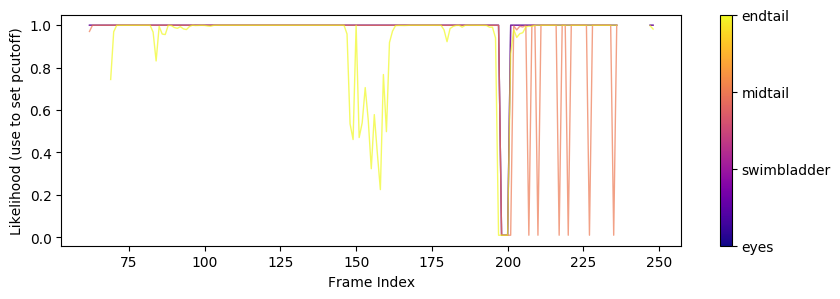 Likelihood (use to set pcutoff)
1.0
0.8
0.6
0.4
0.2
0.0
75
100
125
150
175
200
225
250
Frame Index
endtail
midtail
swimbladder
eyes